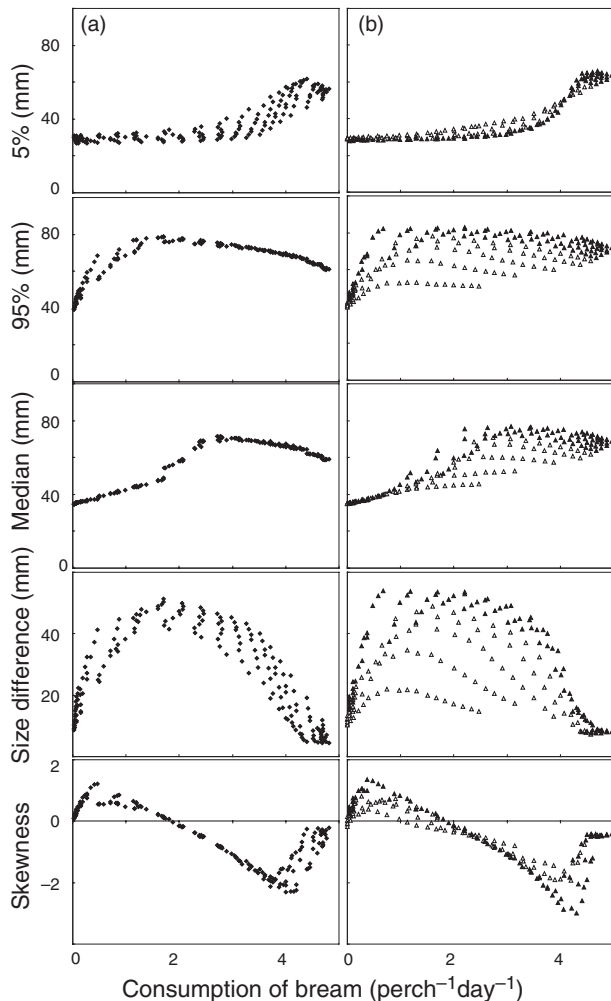 (a)
(b)
80
40
0
5% (mm)
80
40
0
95% (mm)
80
40
0
Median (mm)
40
20
Size difference (mm)
2
0
−2
Skewness
0
2
4
0
2
4
Consumption of bream (perch−1day−1)